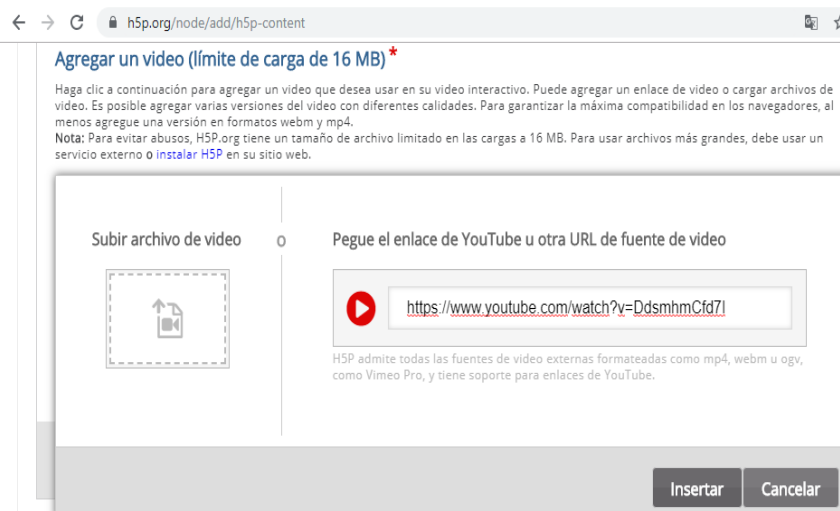 h5p.org/node/add/h5p-content
Agregar un video (límite de carga de 16 MB) *
Haga clic a continuación para agregar un video que desea usar en su video interactivo. Puede agregar un enlace de video o cargar archivos de
video. Es posible agregar varias versiones del video con diferentes calidades. Para garantizar la máxima compatibilidad en los navegadores, al
menos agregue una versión en formatos webm y mp4.
Nota: Para evitar abusos, H5P.org tiene un tamaño de archivo limitado en las cargas a 16 MB. Para usar archivos más grandes, debe usar un
servicio externo o instalar H5P en su sitio web.
Subir archivo de video
o
Pegue el enlace de YouTube u otra URL de fuente de video
https://www.youtube.com/watch?v=DdsmhmCfd7I
H5P admite todas las fuentes de video externas formateadas como mp4, webm u ogv,
como Vimeo Pro, y tiene soporte para enlaces de YouTube.
Insertar Cancelar